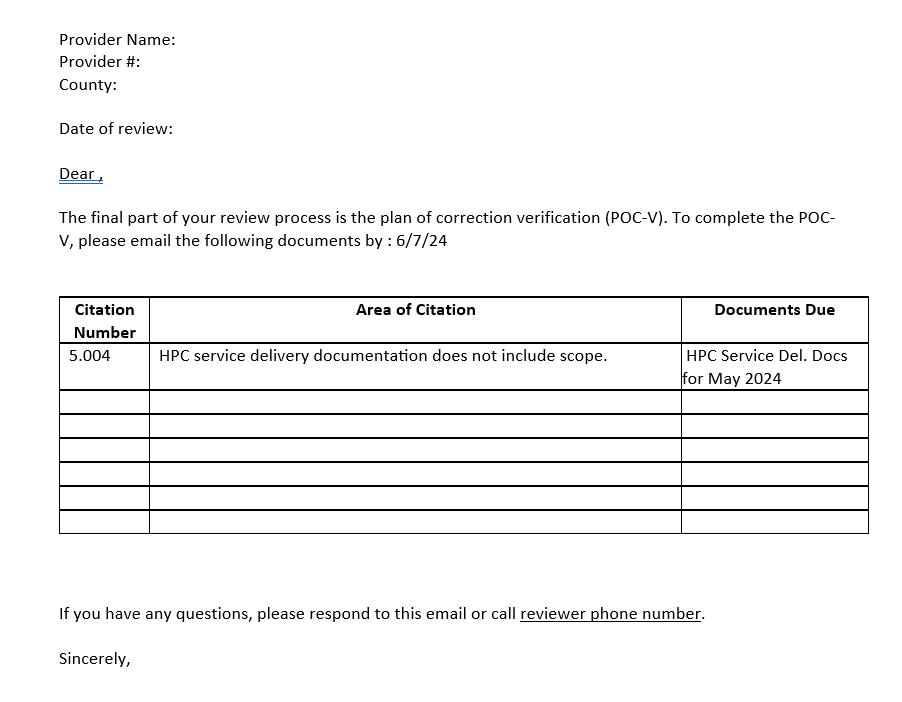 Provider Name:
Provider #:
County:
Date of review:
Dear ,
The final part of your review process is the plan of correction verification (POC-V). To complete the POC-
V, please email the following documents by : 6/7/24
Citation Number
Area of Citation
Documents Due
5.004
HPC service delivery documentation does not include scope.
HPC Service Del. Docs
for May 2024
If you have any questions, please respond to this email or call reviewer phone number.
Sincerely,